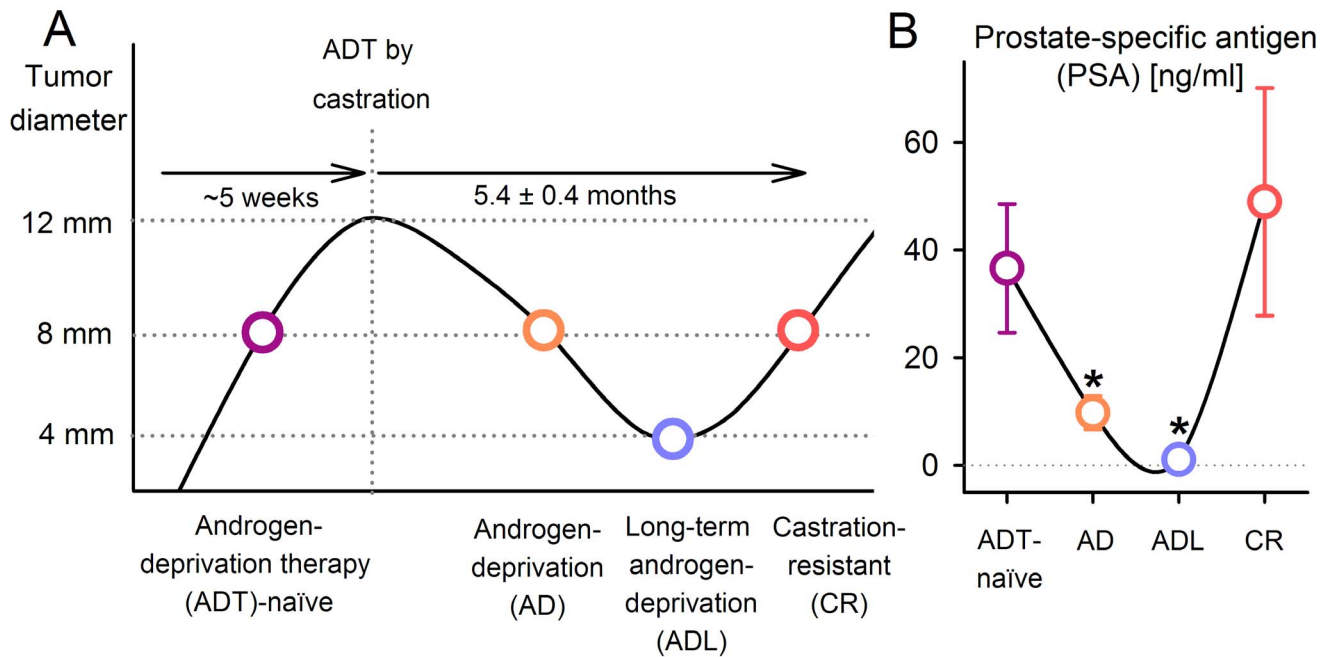 A
Tumor
diameter
ADT by
castration
~5 weeks
5.4 ± 0.4 months
12 mm
8 mm
4 mm
Androgen-
deprivation therapy
(ADT)-naïve
Androgen-
deprivation
(AD)
Long-term
androgen-
deprivation
(ADL)
Castration-
resistant
(CR)
B
Prostate-specific antigen
(PSA) [ng/ml]
60
40
20
0
*
*
ADT-
naïve
AD
ADL
CR